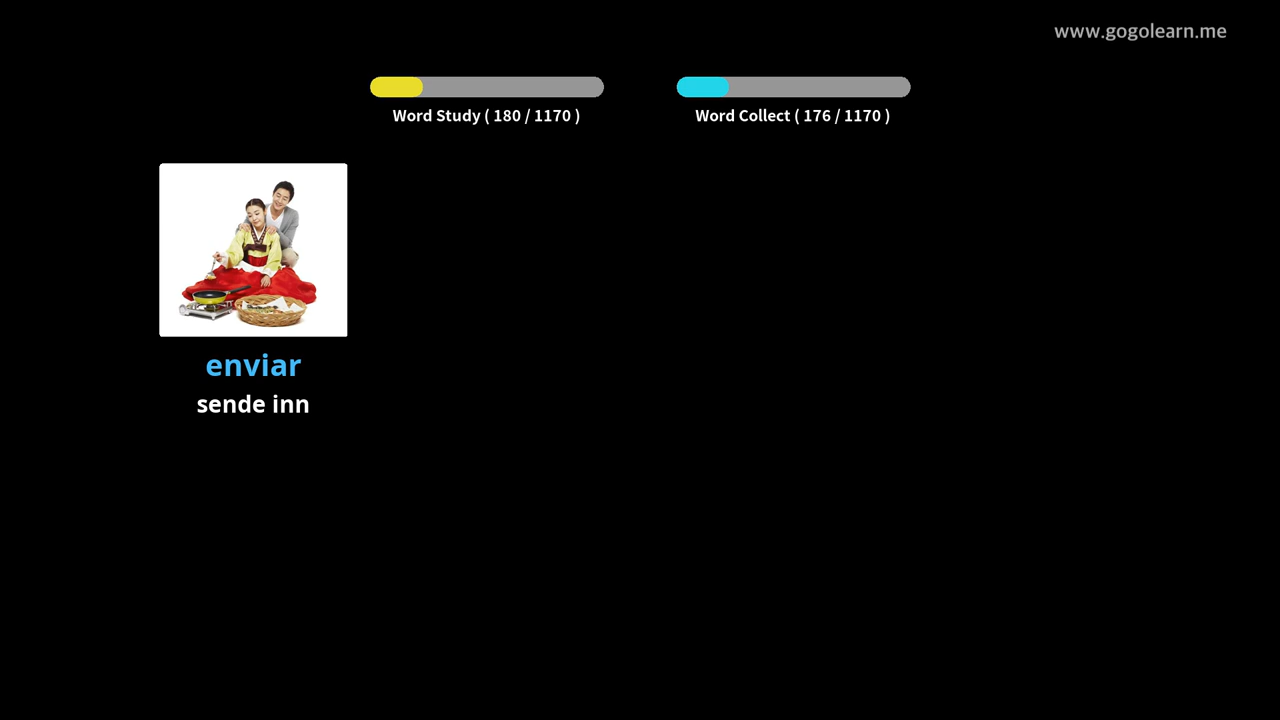 www.gogolearn.me
Word Study ( 180 / 1170 )
Word Collect ( 176 / 1170 )
enviar
sende inn